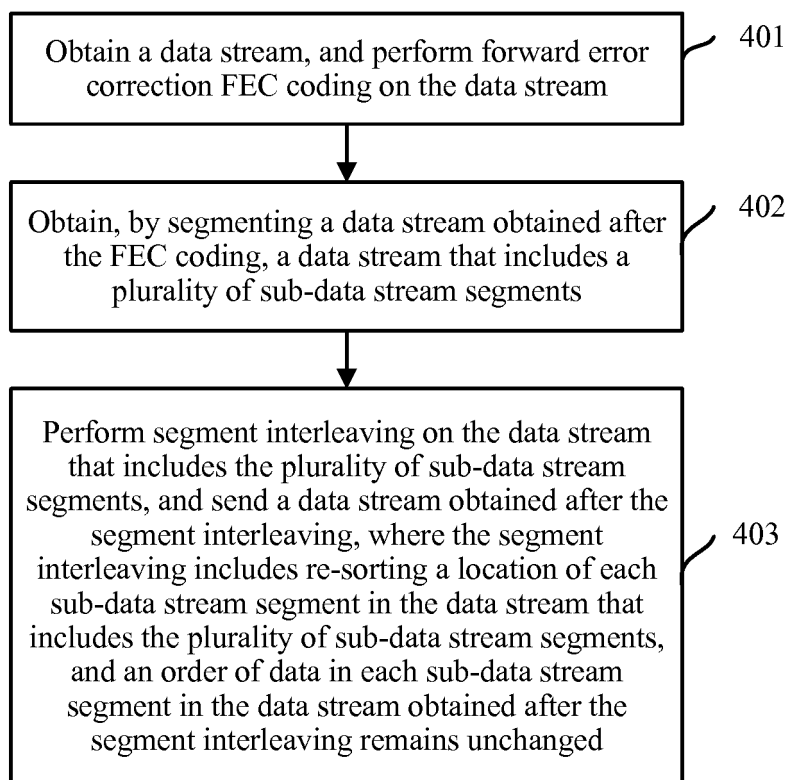 Obtain a data stream, and perform forward error
correction FEC coding on the data stream
401
Obtain, by segmenting a data stream obtained after
the FEC coding, a data stream that includes a
plurality of sub-data stream segments
402
Perform segment interleaving on the data stream
that includes the plurality of sub-data stream
segments, and send a data stream obtained after the
segment interleaving, where the segment
interleaving includes re-sorting a location of each
sub-data stream segment in the data stream that
includes the plurality of sub-data stream segments,
and an order of data in each sub-data stream
segment in the data stream obtained after the
segment interleaving remains unchanged
403